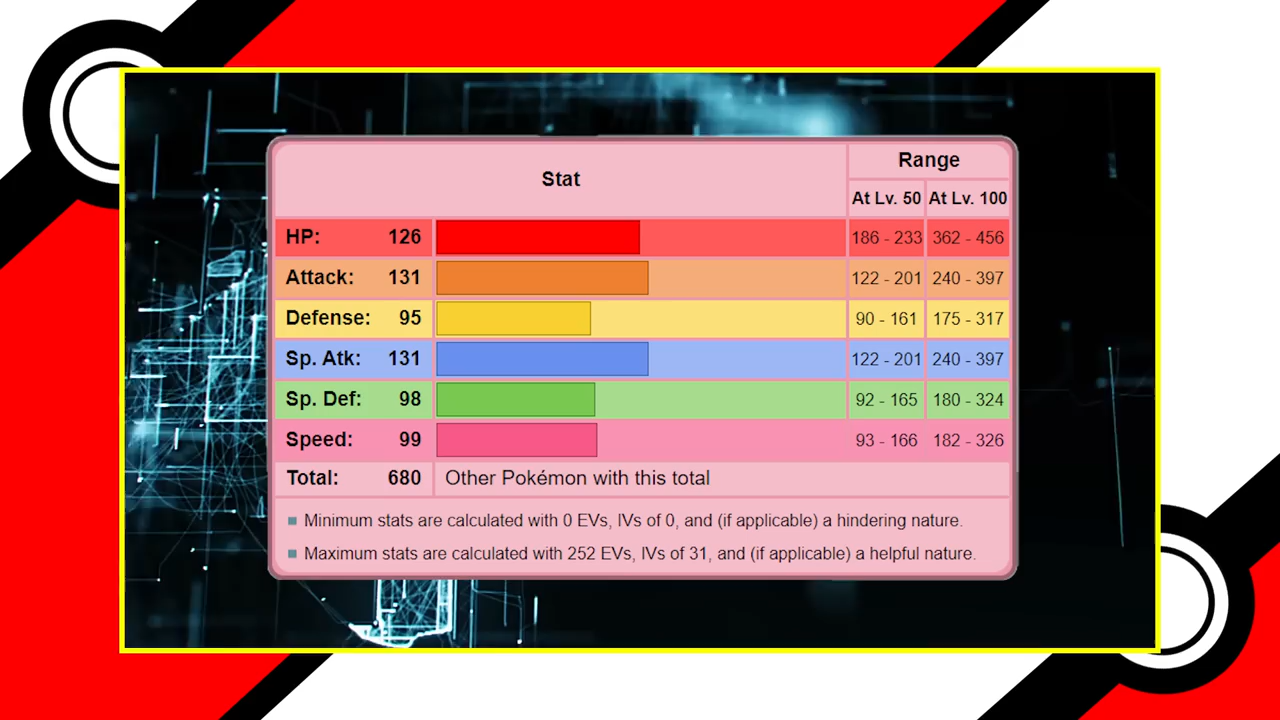 Stat Range
At Lv. 50 At Lv. 100
HP: 126 186 - 233 362 - 456
Attack: 131 122 - 201 240 - 397
Defense: 95 90 - 161 175 - 317
Sp. Atk: 131 122 - 201 240 - 397
Sp. Def: 98 92 - 165 180 - 324
Speed: 99 93 - 166 182 - 326
Total: 680 Other Pokémon with this total
Minimum stats are calculated with 0 EVs, IVs of 0, and (if applicable) a hindering nature.
Maximum stats are calculated with 252 EVs, IVs of 31, and (if applicable) a helpful nature.